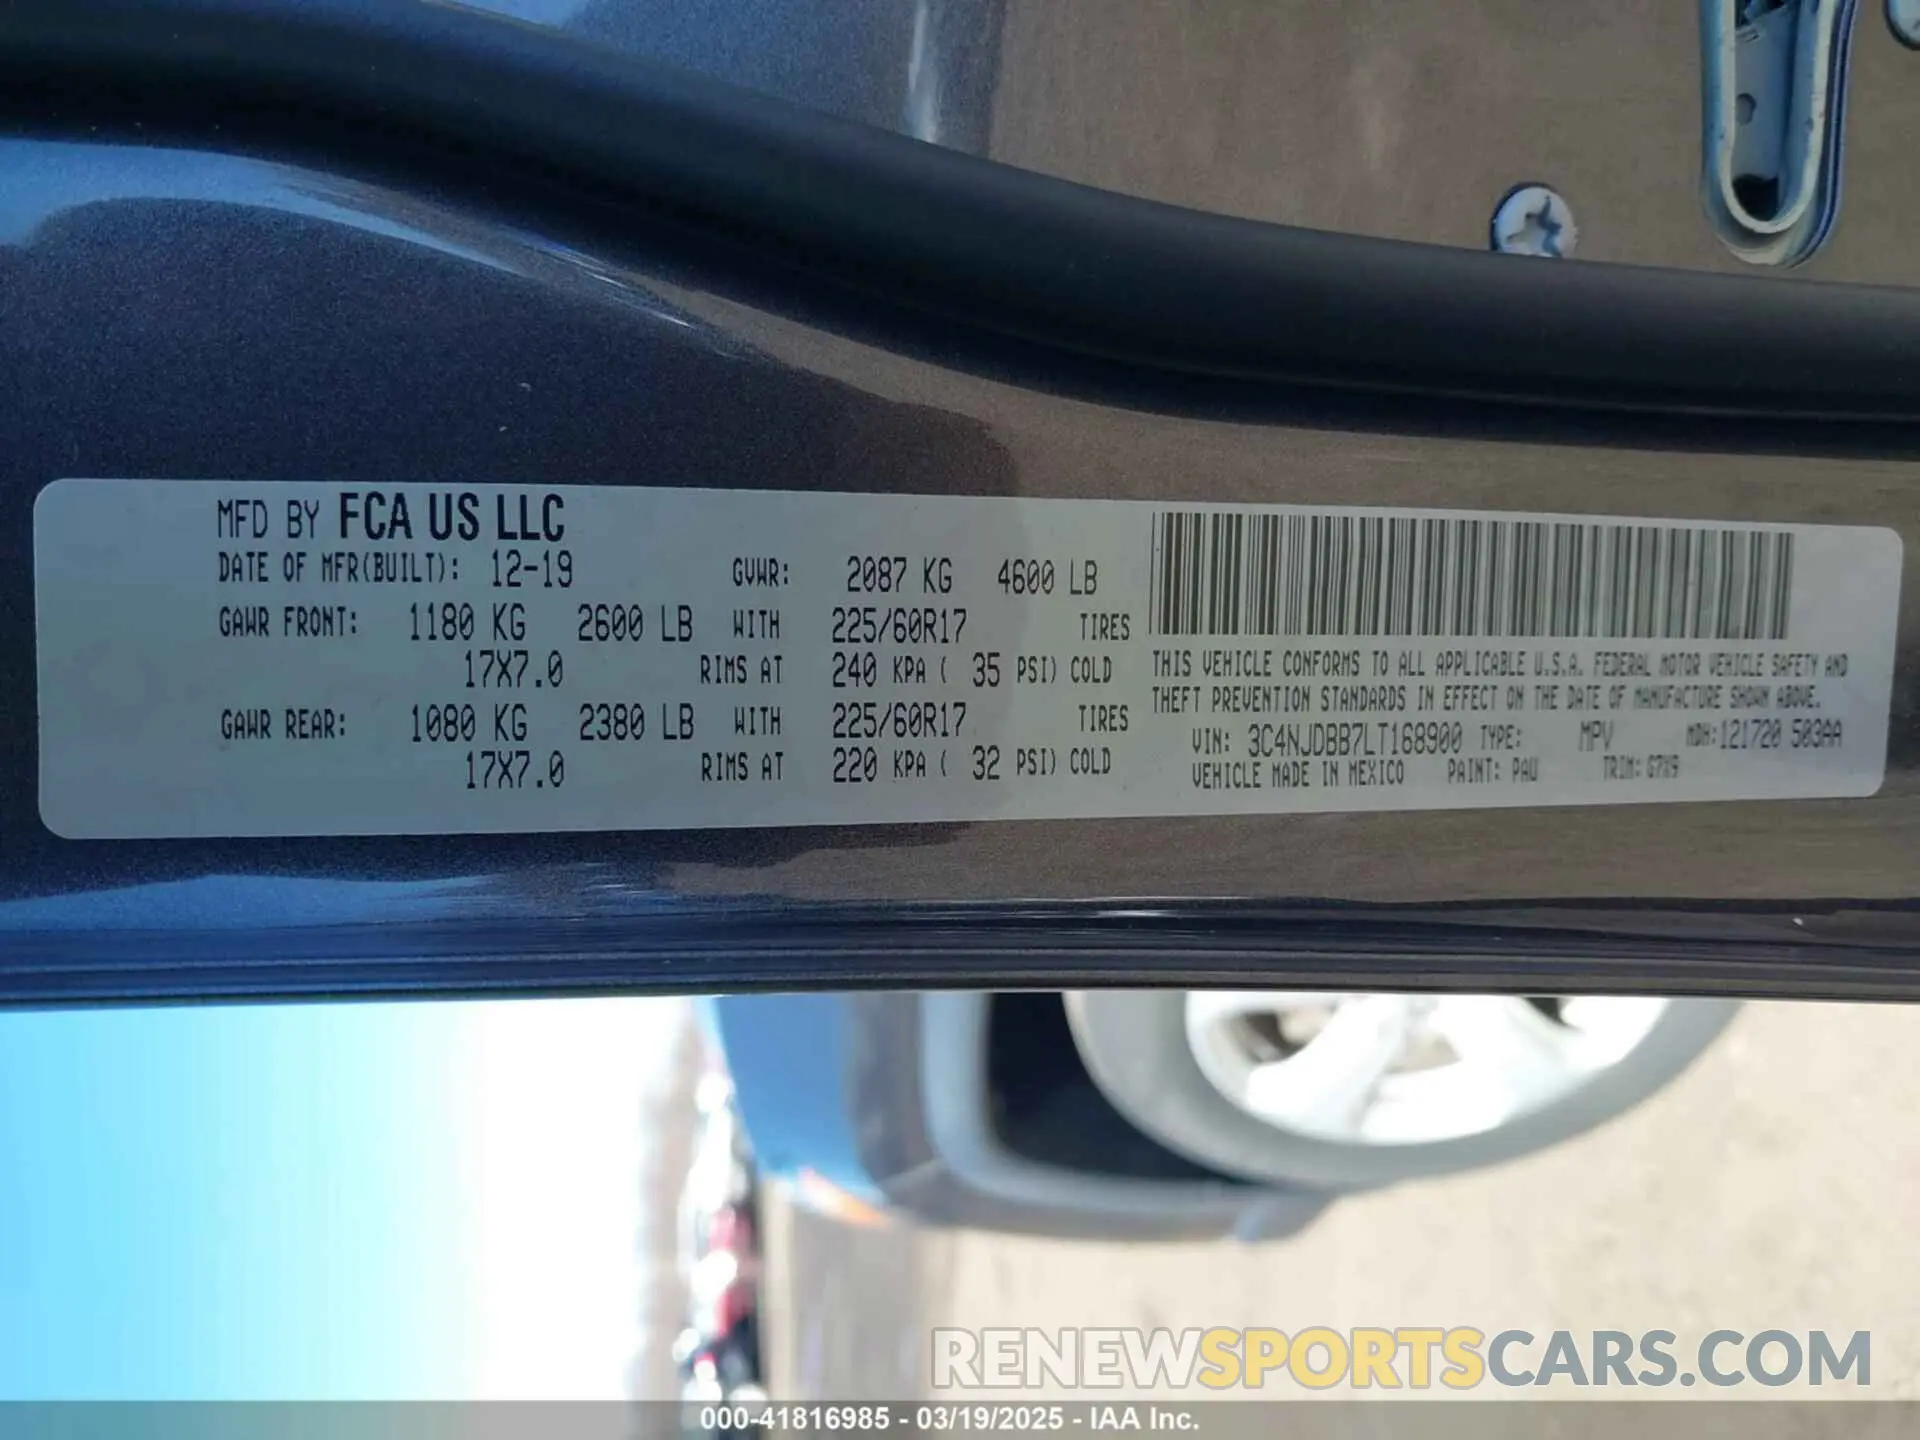 MFD BY FCA US LLC
DATE OF MFR(BUILT): 12-19 GVWR: 2087 KG 4600 LB
GAWR FRONT: 1180 KG 2600 LB WITH 225/60R17 TIRES
17X7.0 RIMS AT 240 KPA ( 35 PSI) COLD
GAWR REAR: 1080 KG 2380 LB WITH 225/60R17 TIRES
17X7.0 RIMS AT 220 KPA ( 32 PSI) COLD
THIS VEHICLE CONFORMS TO ALL APPLICABLE U.S.A. FEDERAL MOTOR VEHICLE SAFETY AND
THEFT PREVENTION STANDARDS IN EFFECT ON THE DATE OF MANUFACTURE SHOWN ABOVE.
VIN: 3C4NJDBB7LT168900 TYPE: MPV MDH:121720 503AA
VEHICLE MADE IN MEXICO PAINT: PAU TRIM: G7X9
RENEWSPORTSCARS.COM
000-41816985 - 03/19/2025 - IAA Inc.